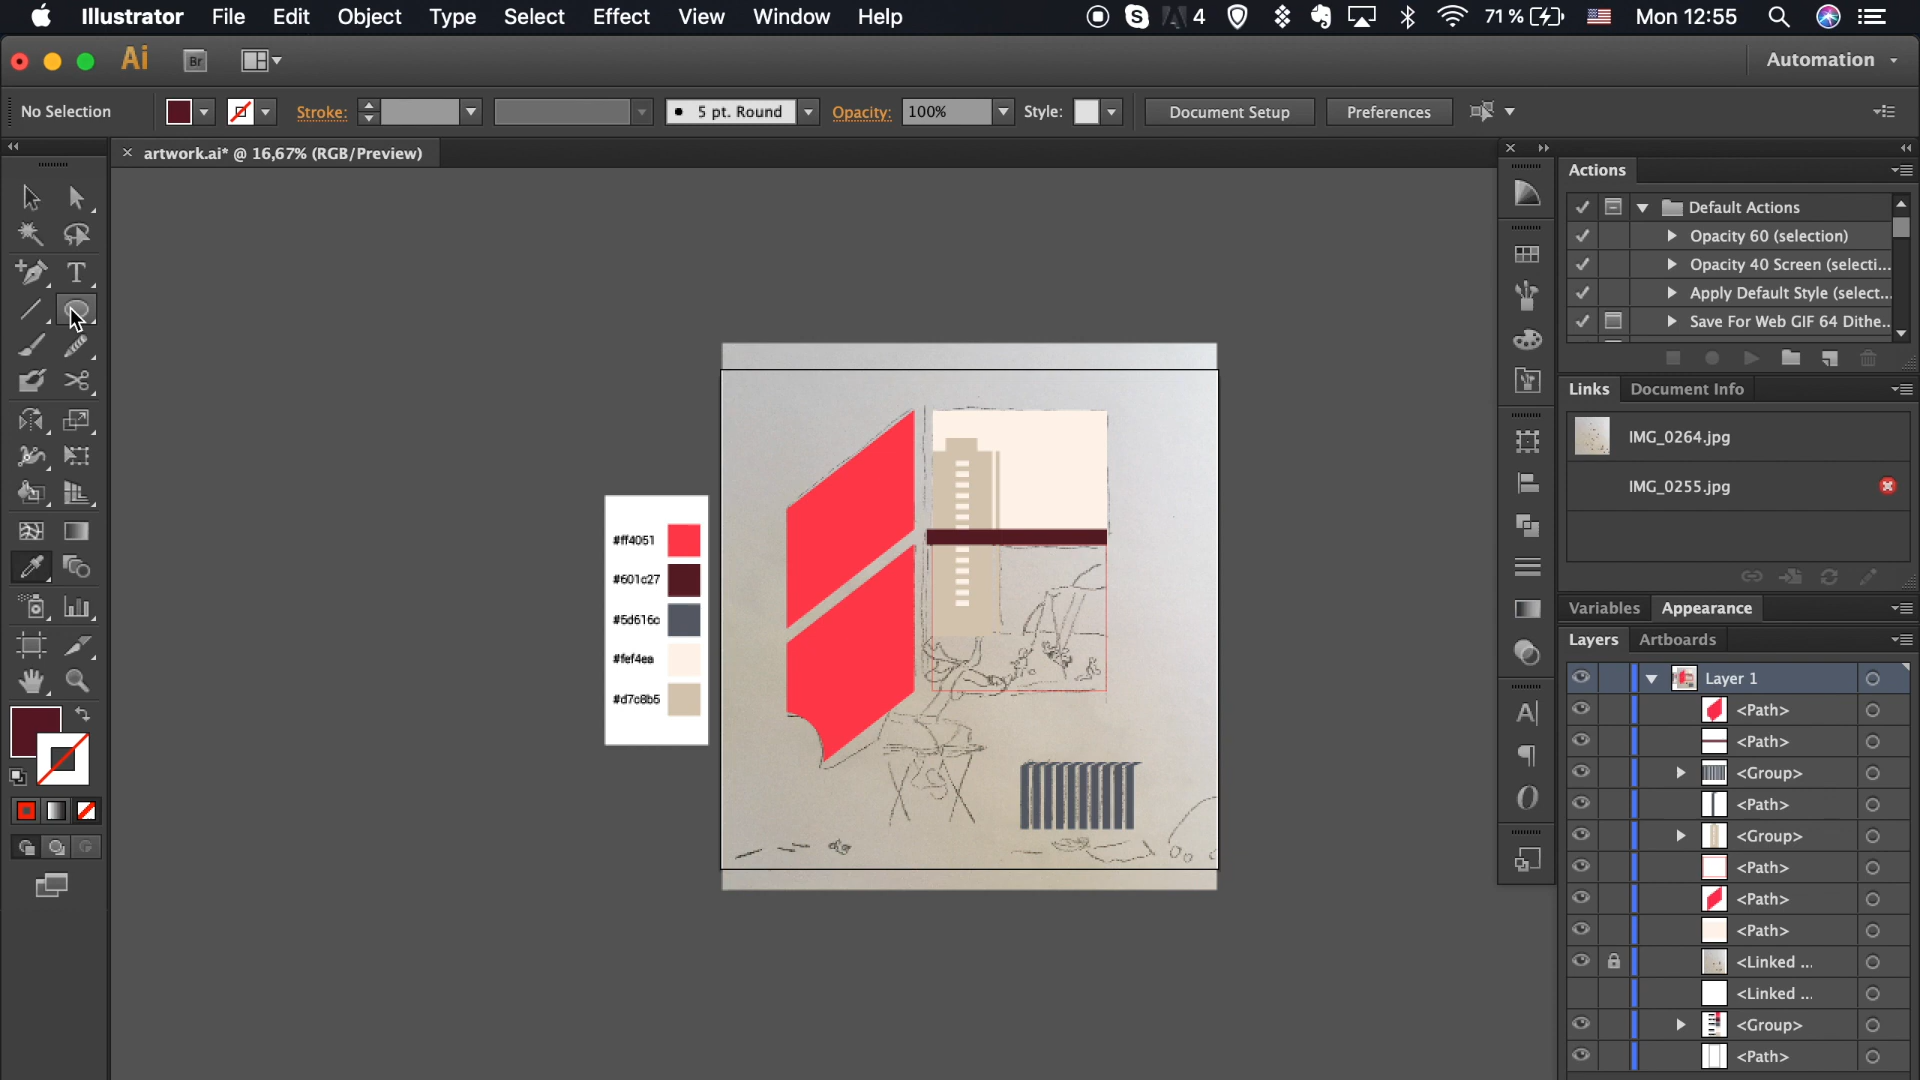 Illustrator File Edit Object Type Select Effect View Window Help 4 71 % Mon 12:55
Ai Br Automation
No Selection Stroke: 5 pt. Round Opacity: 100% Style: Document Setup Preferences
artwork.ai* @ 16,67% (RGB/Preview)
Actions
Default Actions
Opacity 60 (selection)
Opacity 40 Screen (selecti...
Apply Default Style (select...
Save For Web GIF 64 Dithe...
Links Document Info
IMG_0264.jpg
IMG_0255.jpg
#ff4051
#601c27
#5d616c
#fef4ea
#d7c8b5
Variables Appearance
Layers Artboards
Layer 1
<Path>
<Path>
<Group>
<Path>
<Group>
<Path>
<Path>
<Path>
<Linked ...
<Linked ...
<Group>
<Path>